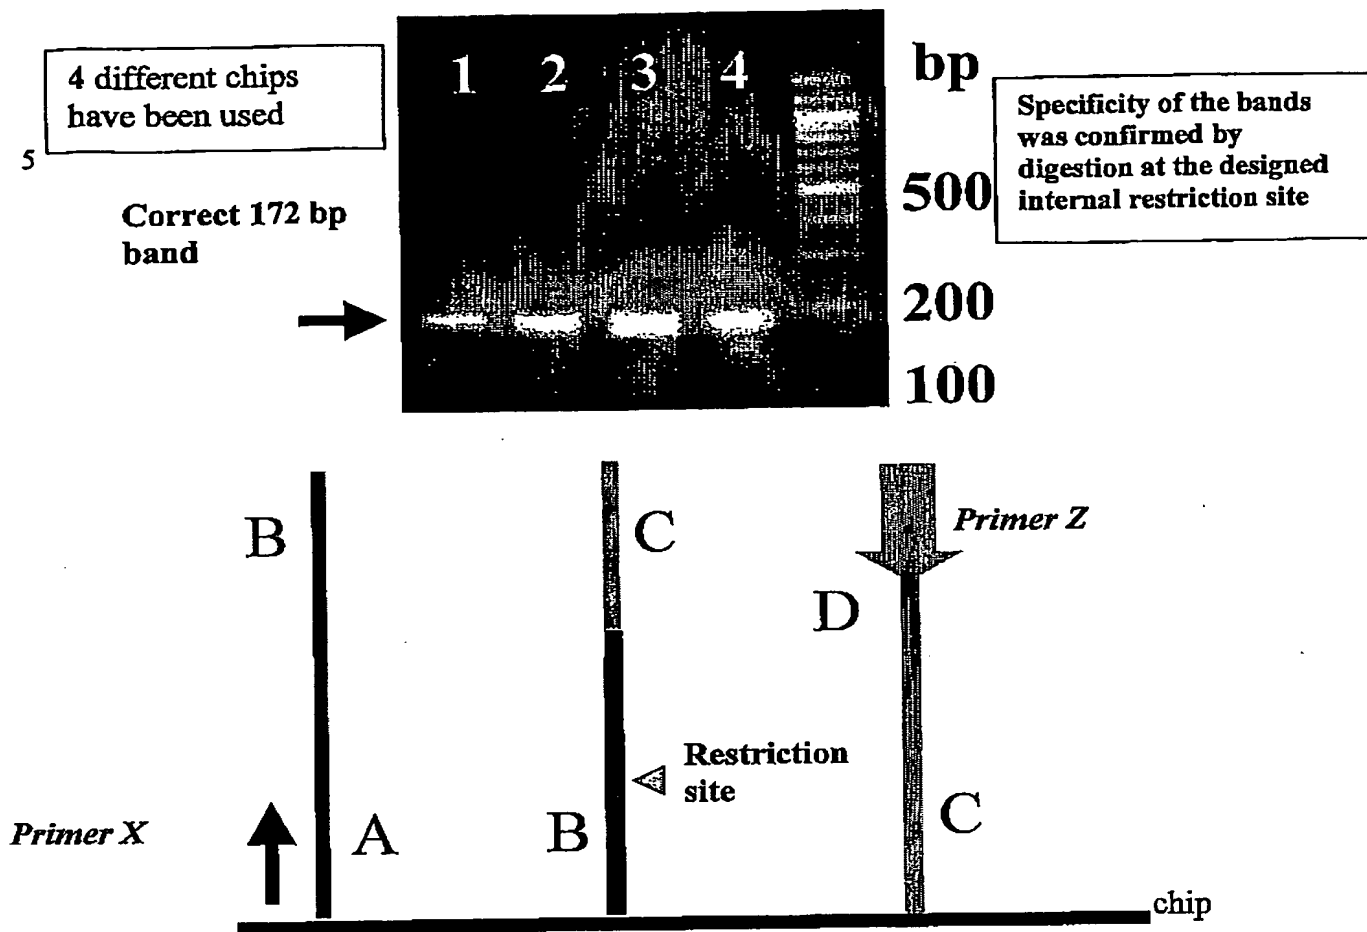 4 different chips
have been used
5
1 2 3 4
bp
Specificity of the bands
was confirmed by
digestion at the designed
internal restriction site
500
Correct 172 bp
band
200
100
B
C
Primer Z
D
Restriction
site
Primer X
A
B
C
chip